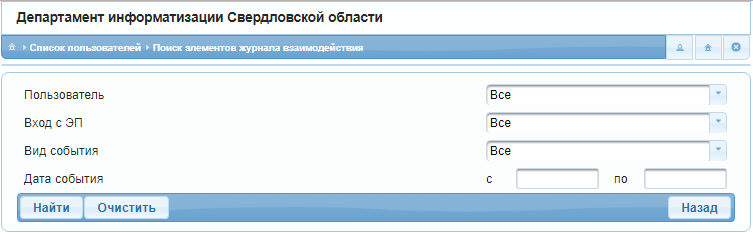 Департамент информатизации Свердловской области
Список пользователей Поиск элементов журнала взаимодействия
Пользователь Все
Вход с ЭП Все
Вид события Все
Дата события с по
Найти Очистить Назад